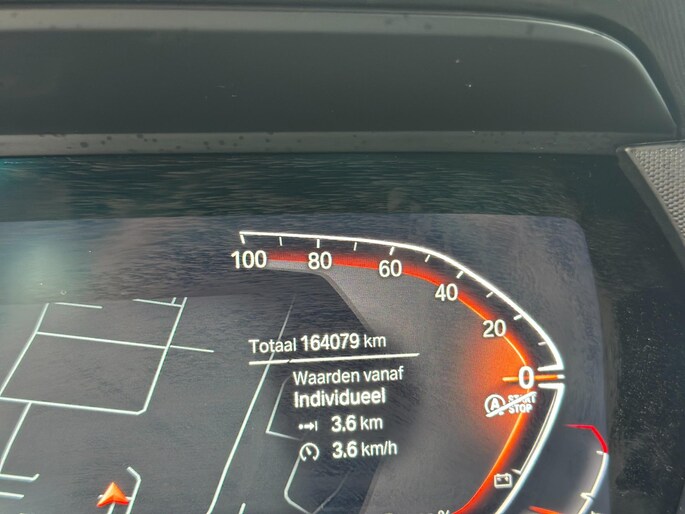 100 80 60 40 20 0
Totaal 164079 km
Waarden vanaf
Individueel
3.6 km
3.6 km/h
A START
STOP
%